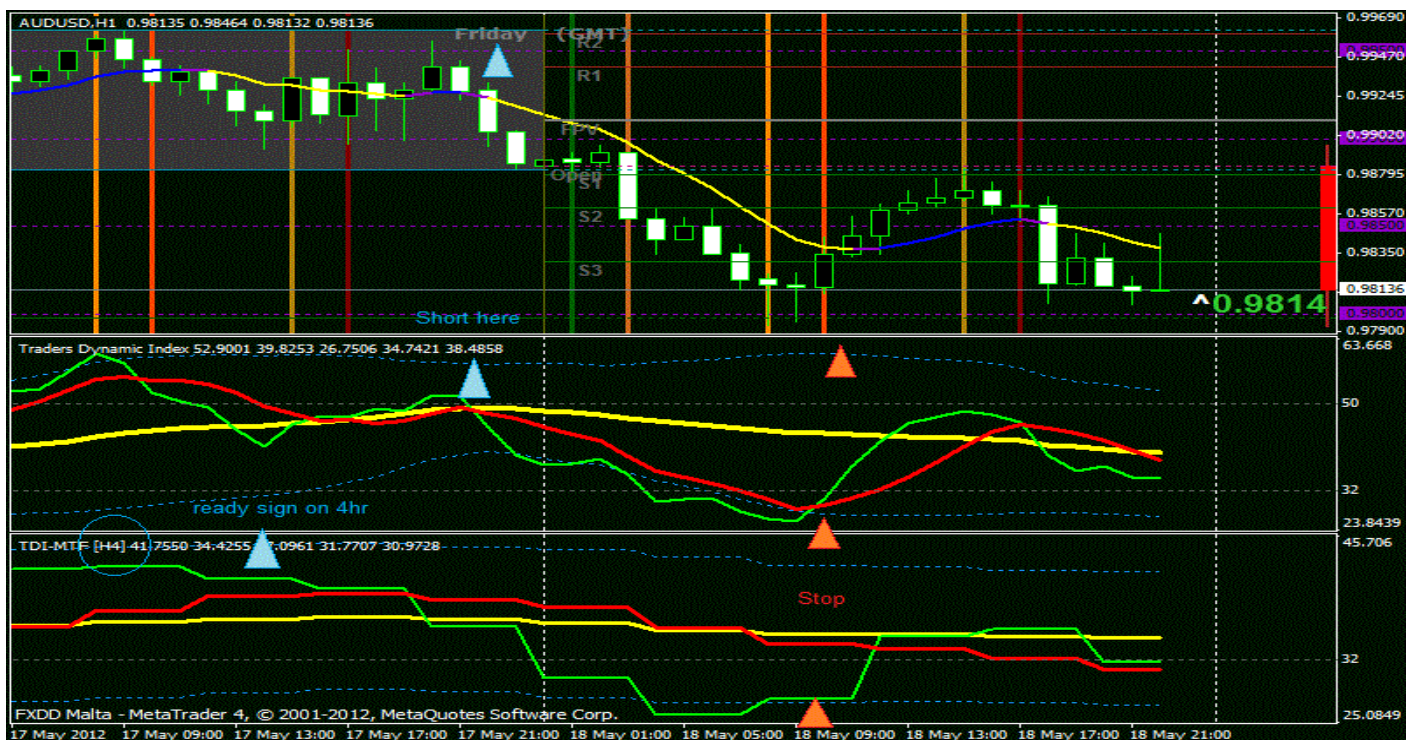 AUDUSD,H1 0.98135 0.98464 0.98132 0.98136
Friday (GMT)
R2
R1
FPV
Open
S1
S2
S3
Short here
^0.9814
0.99690
0.99470
0.99245
0.99020
0.98795
0.98570
0.98500
0.98350
0.98136
0.98000
0.97900
Traders Dynamic Index 52.9001 39.8253 26.7506 34.7421 38.4858
63.668
50
32
23.8439
ready sign on 4hr
TDI-MTF [H4] 41.7550 34.4255 31.7707 30.9728
45.706
Stop
32
25.0849
FXDD Malta - MetaTrader 4, © 2001-2012, MetaQuotes Software Corp.
17 May 2012 17 May 09:00 17 May 13:00 17 May 17:00 17 May 21:00 18 May 01:00 18 May 05:00 18 May 09:00 18 May 13:00 18 May 17:00 18 May 21:00